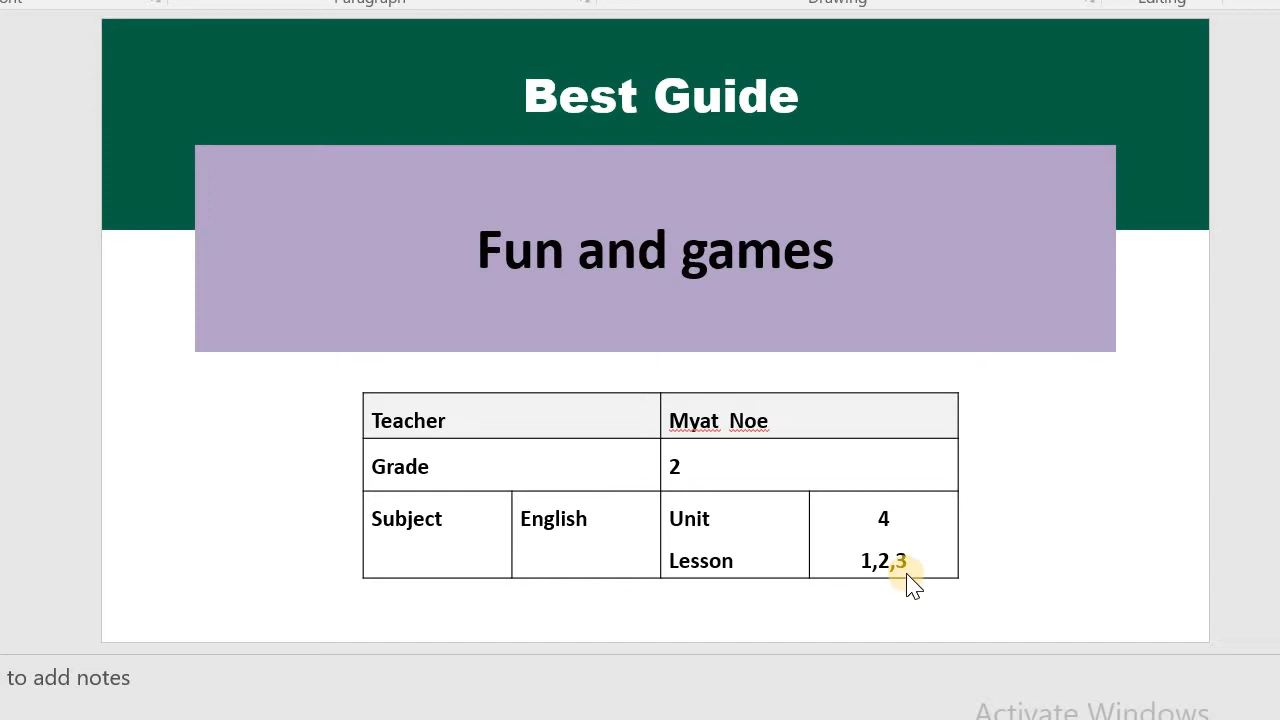 Paragraph
Drawing
Editing
Best Guide
Fun and games
Teacher Myat Noe
Grade 2
Subject English Unit 4
Lesson 1,2,3
to add notes
Activate Windows